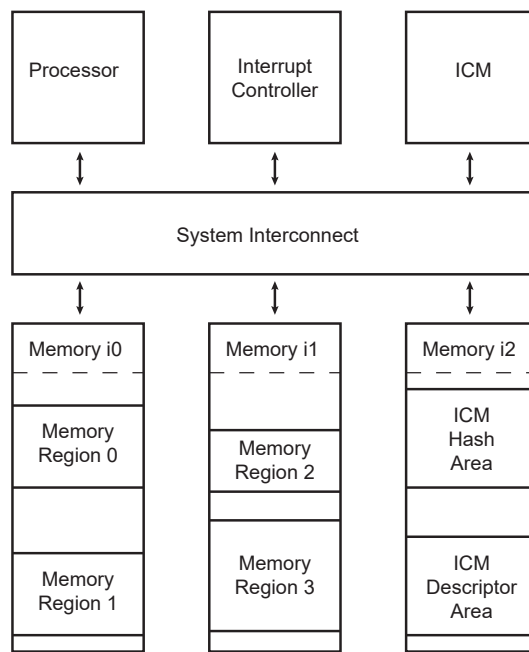 Processor
Interrupt
Controller
ICM
System Interconnect
Memory i0
Memory i1
Memory i2
Memory
Region 0
Memory
Region 2
ICM
Hash
Area
Memory
Region 1
Memory
Region 3
ICM
Descriptor
Area